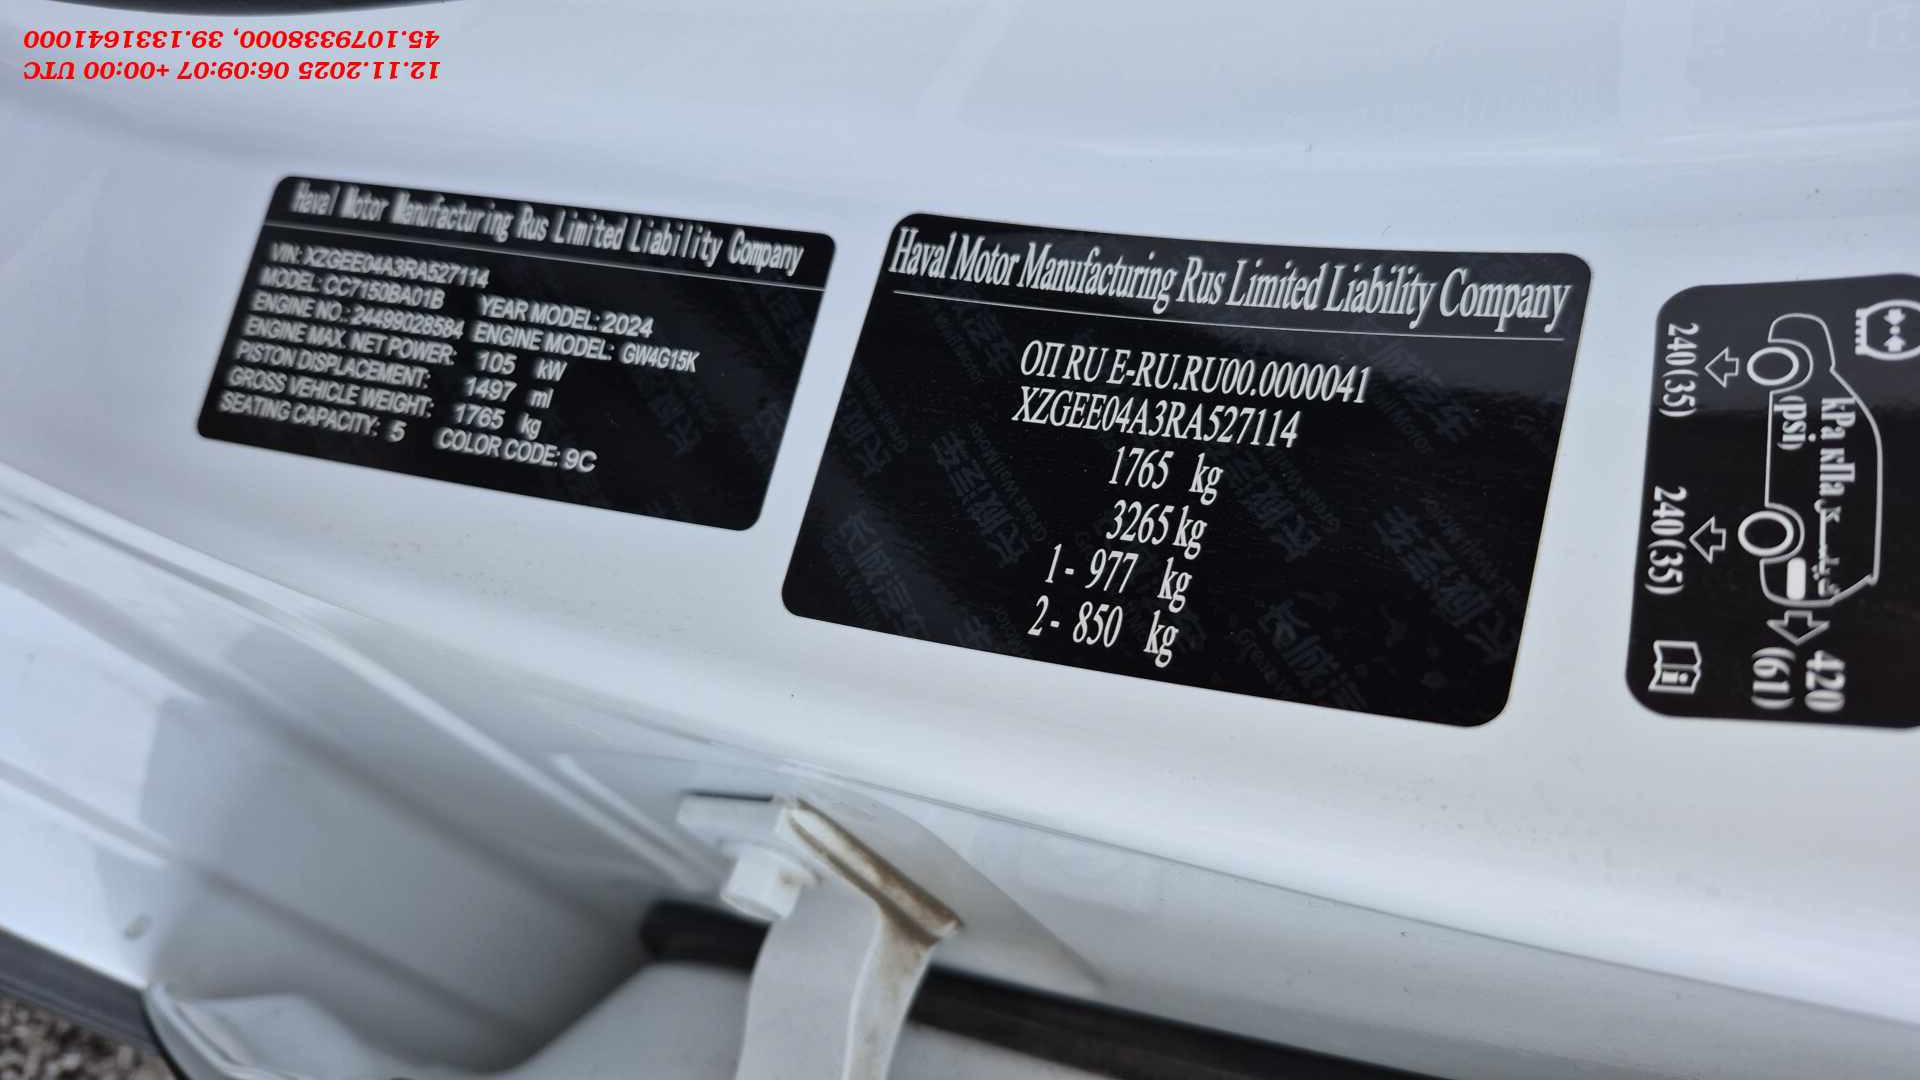 12.11.2025 06:09:07 +00:00 UTC
45.1079338000, 39.1331641000
Haval Motor Manufacturing Rus Limited Liability Company
VIN: XZGEE04A3RA527114
MODEL: CC7150BA01B YEAR MODEL: 2024
ENGINE NO.: 24499028584 ENGINE MODEL: GW4G15K
ENGINE MAX. NET POWER: 105 kW
PISTON DISPLACEMENT: 1497 ml
GROSS VEHICLE WEIGHT: 1765 kg
SEATING CAPACITY: 5 COLOR CODE: 9C
Haval Motor Manufacturing Rus Limited Liability Company
ОП RU E-RU.RU00.0000041
XZGEE04A3RA527114
1765 kg
3265 kg
1- 977 kg
2- 850 kg
kPa кПа
(psi)
240(35)
240(35)
420
(61)